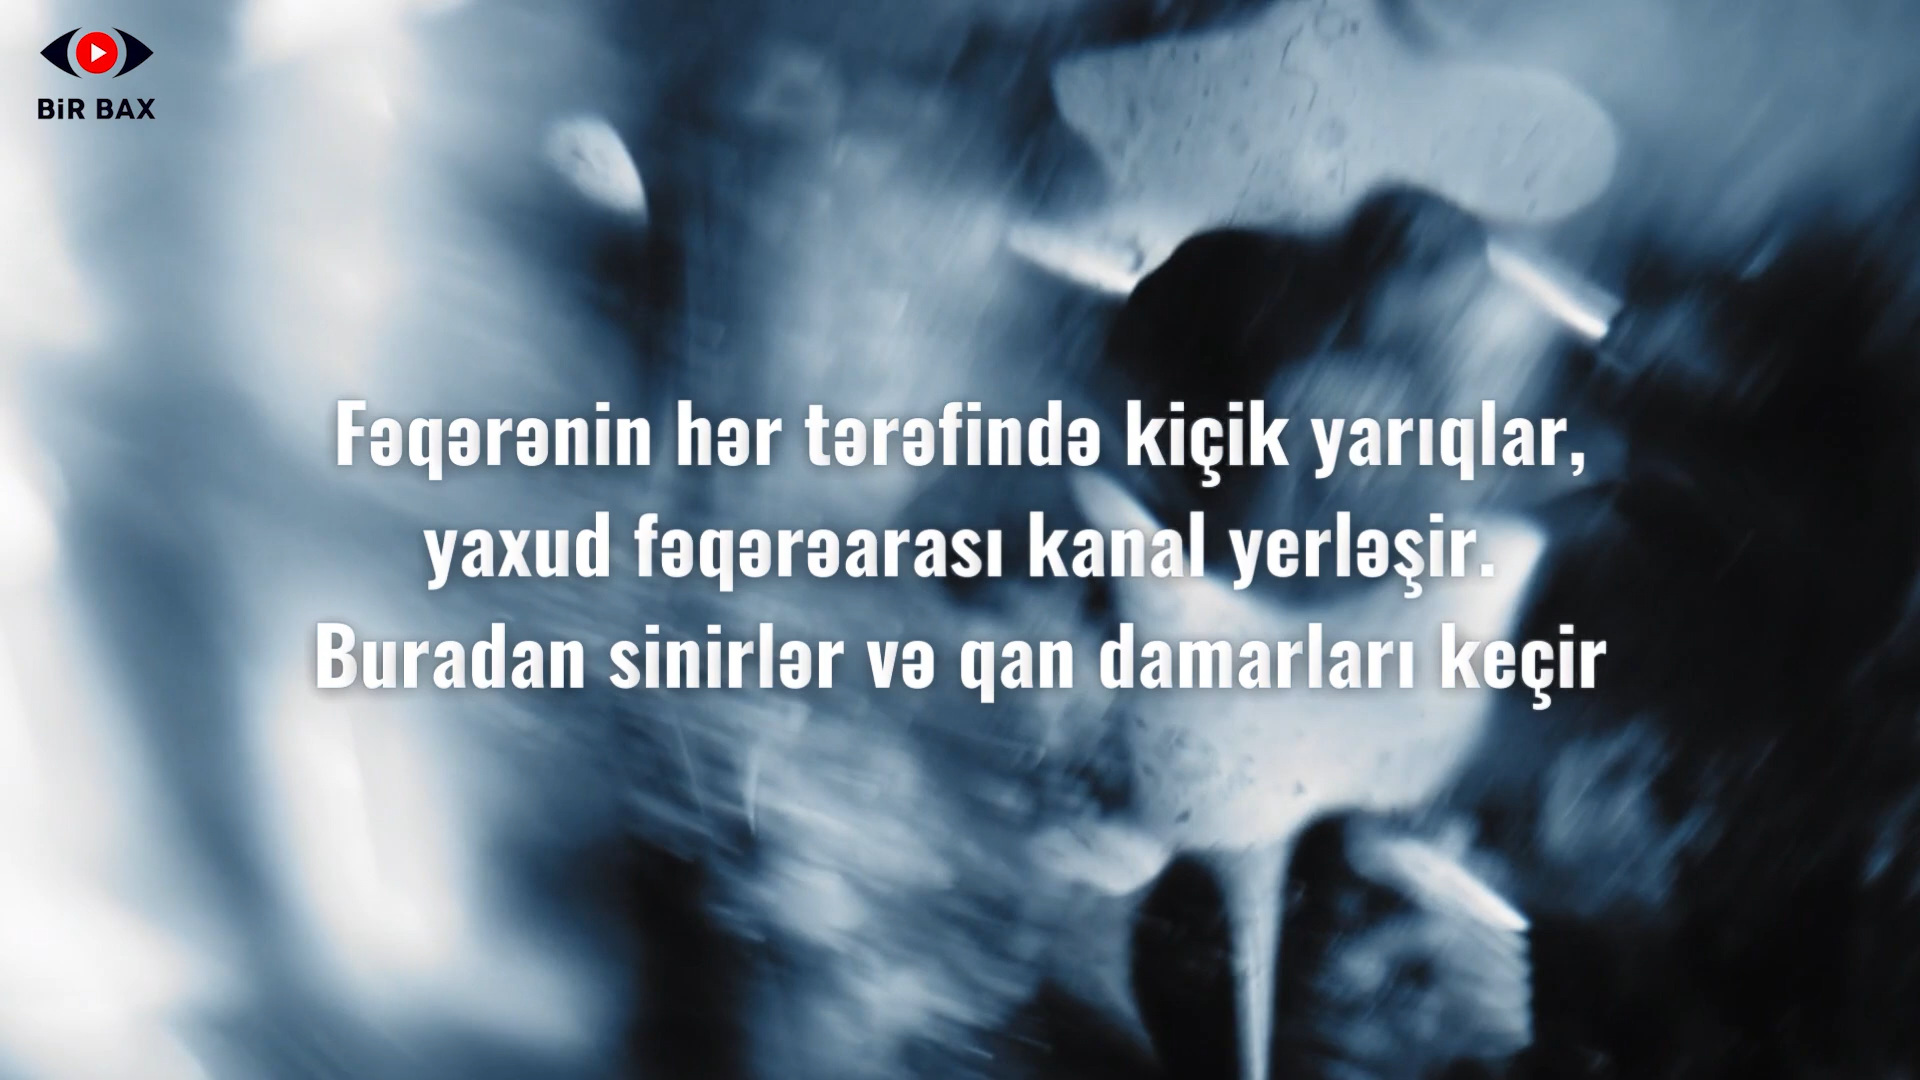 BiR BAX
Fəqərənin hər tərəfində kiçik yarıqlar,
yaxud fəqərəarası kanal yerləşir.
Buradan sinirlər və qan damarları keçir